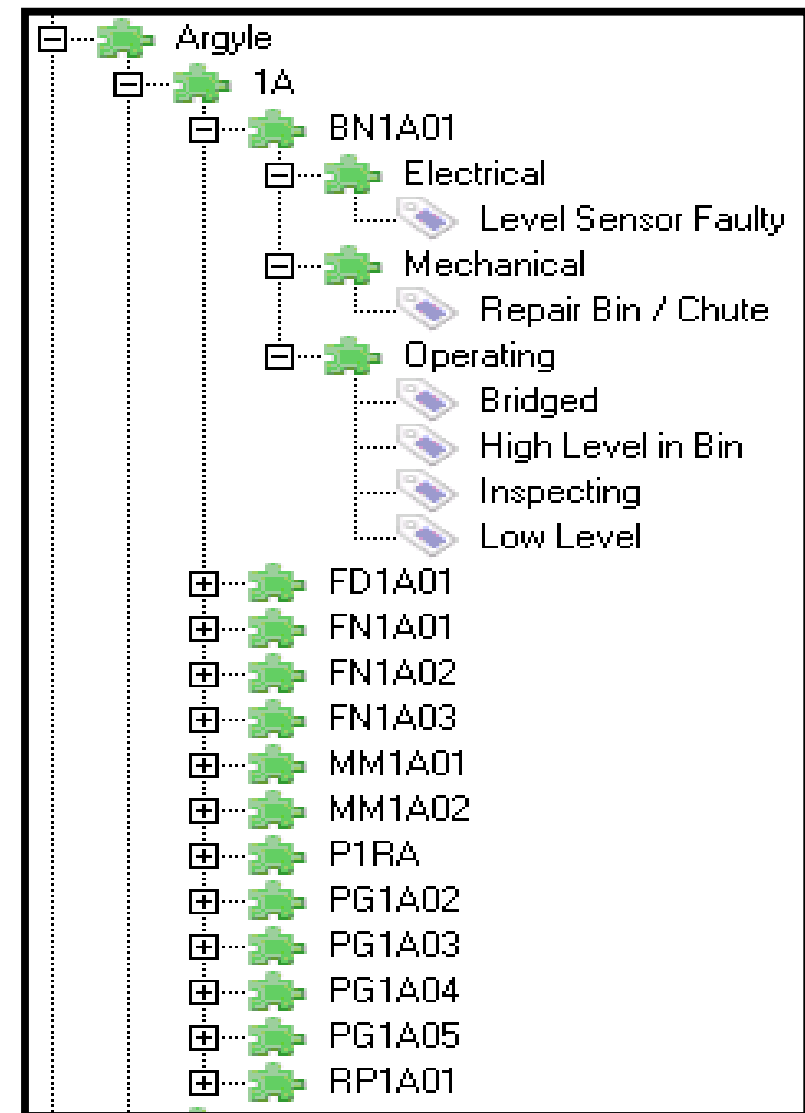 Argyle
1A
BN1A01
Electrical
Level Sensor Faulty
Mechanical
Repair Bin / Chute
Operating
Bridged
High Level in Bin
Inspecting
Low Level
FD1A01
FN1A01
FN1A02
FN1A03
MM1A01
MM1A02
P1RA
PG1A02
PG1A03
PG1A04
PG1A05
RP1A01